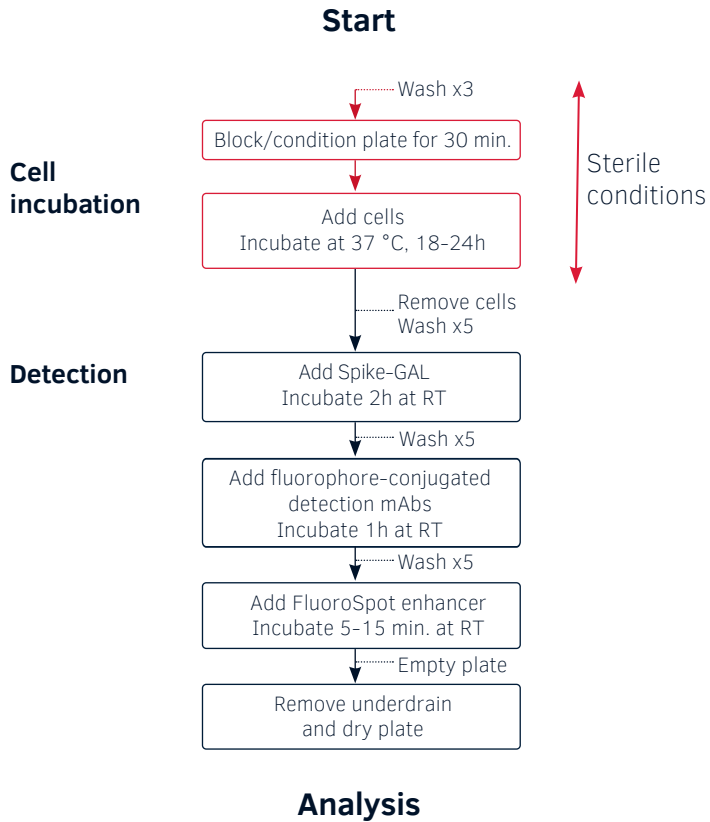 Start
Wash x3
Block/condition plate for 30 min.
Cell
incubation
Sterile
conditions
Add cells
Incubate at 37 °C, 18-24h
Remove cells
Wash x5
Detection
Add Spike-GAL
Incubate 2h at RT
Wash x5
Add fluorophore-conjugated
detection mAbs
Incubate 1h at RT
Wash x5
Add FluoroSpot enhancer
Incubate 5-15 min. at RT
Empty plate
Remove underdrain
and dry plate
Analysis